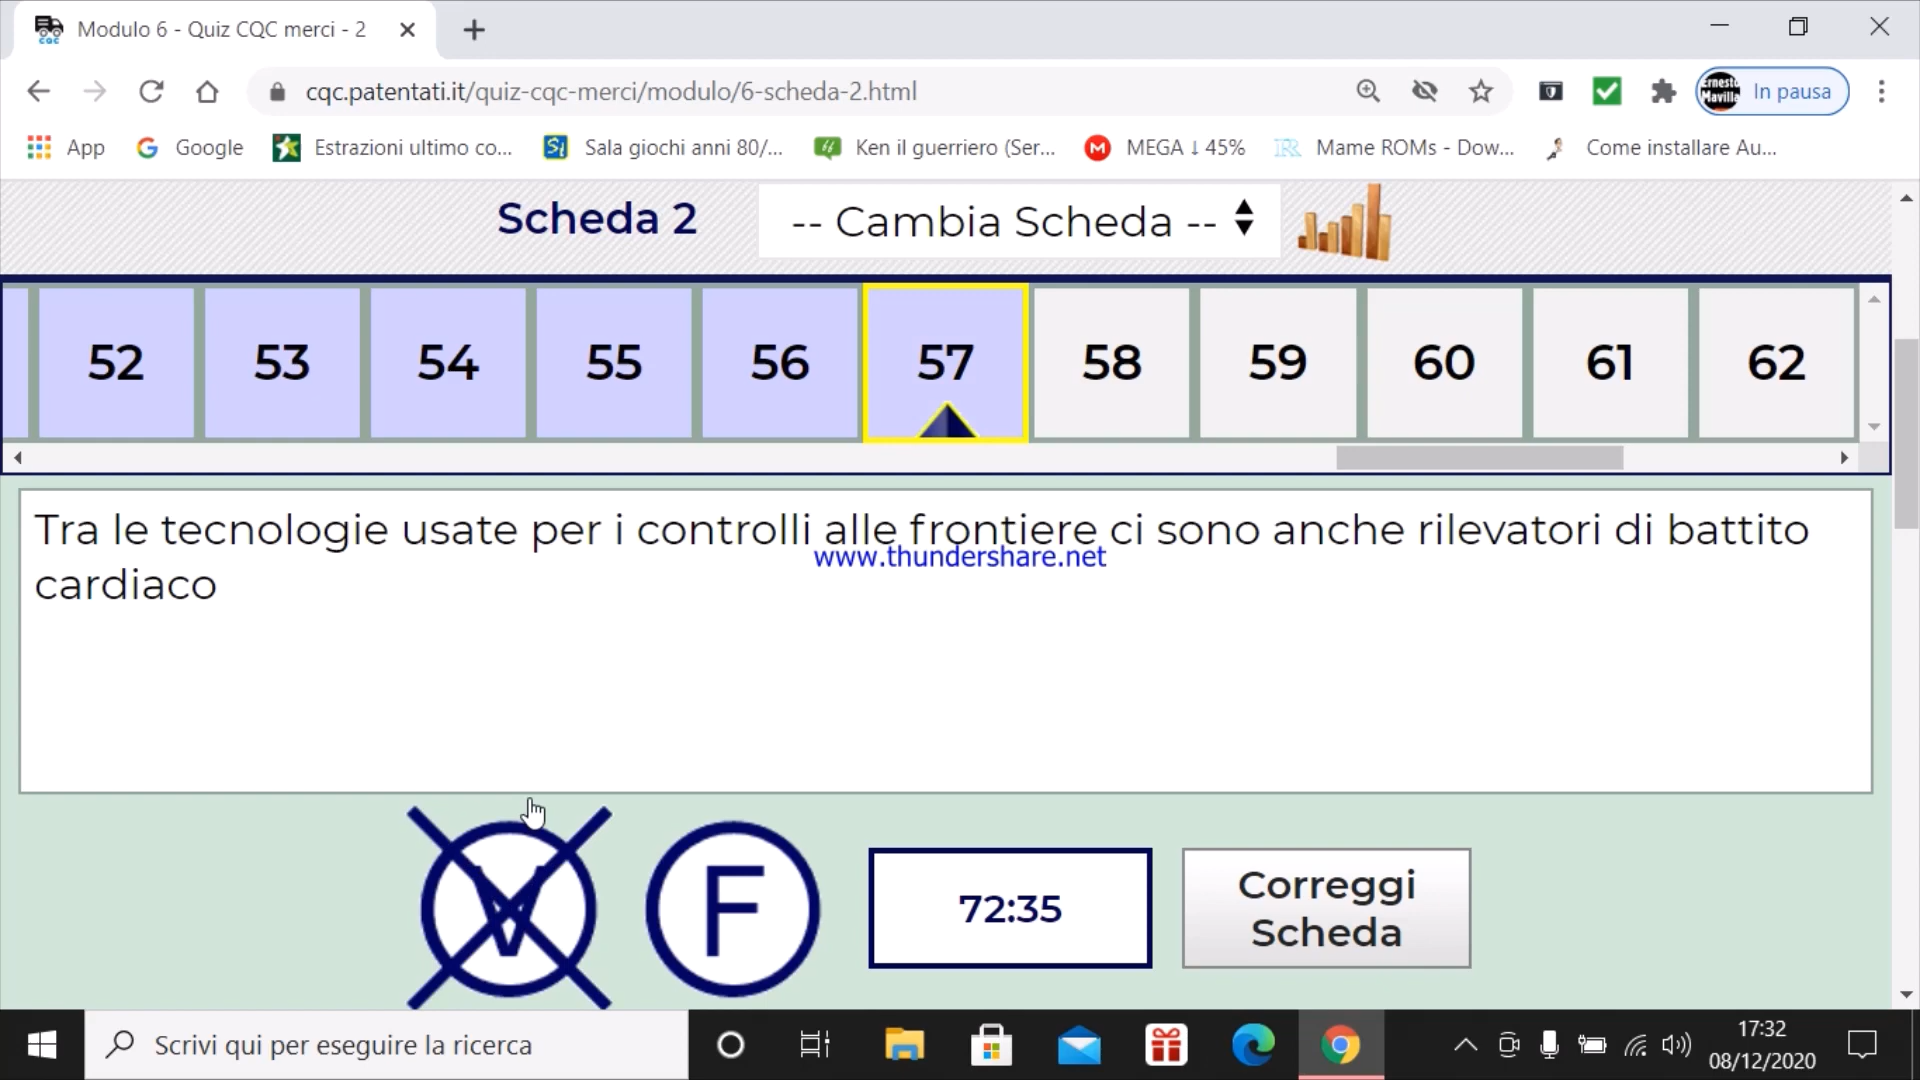 Modulo 6 - Quiz CQC merci - 2
cqc.patentati.it/quiz-cqc-merci/modulo/6-scheda-2.html
Ernesto Mavilla
In pausa
App
Google
Estrazioni ultimo co...
Sala giochi anni 80/...
Ken il guerriero (Ser...
MEGA ↓ 45%
Mame ROMs - Dow...
Come installare Au...
Scheda 2
-- Cambia Scheda --
52 53 54 55 56 57 58 59 60 61 62
Tra le tecnologie usate per i controlli alle frontiere ci sono anche rilevatori di battito
www.thundershare.net
cardiaco
V
F
72:35
Correggi
Scheda
Scrivi qui per eseguire la ricerca
17:32
08/12/2020